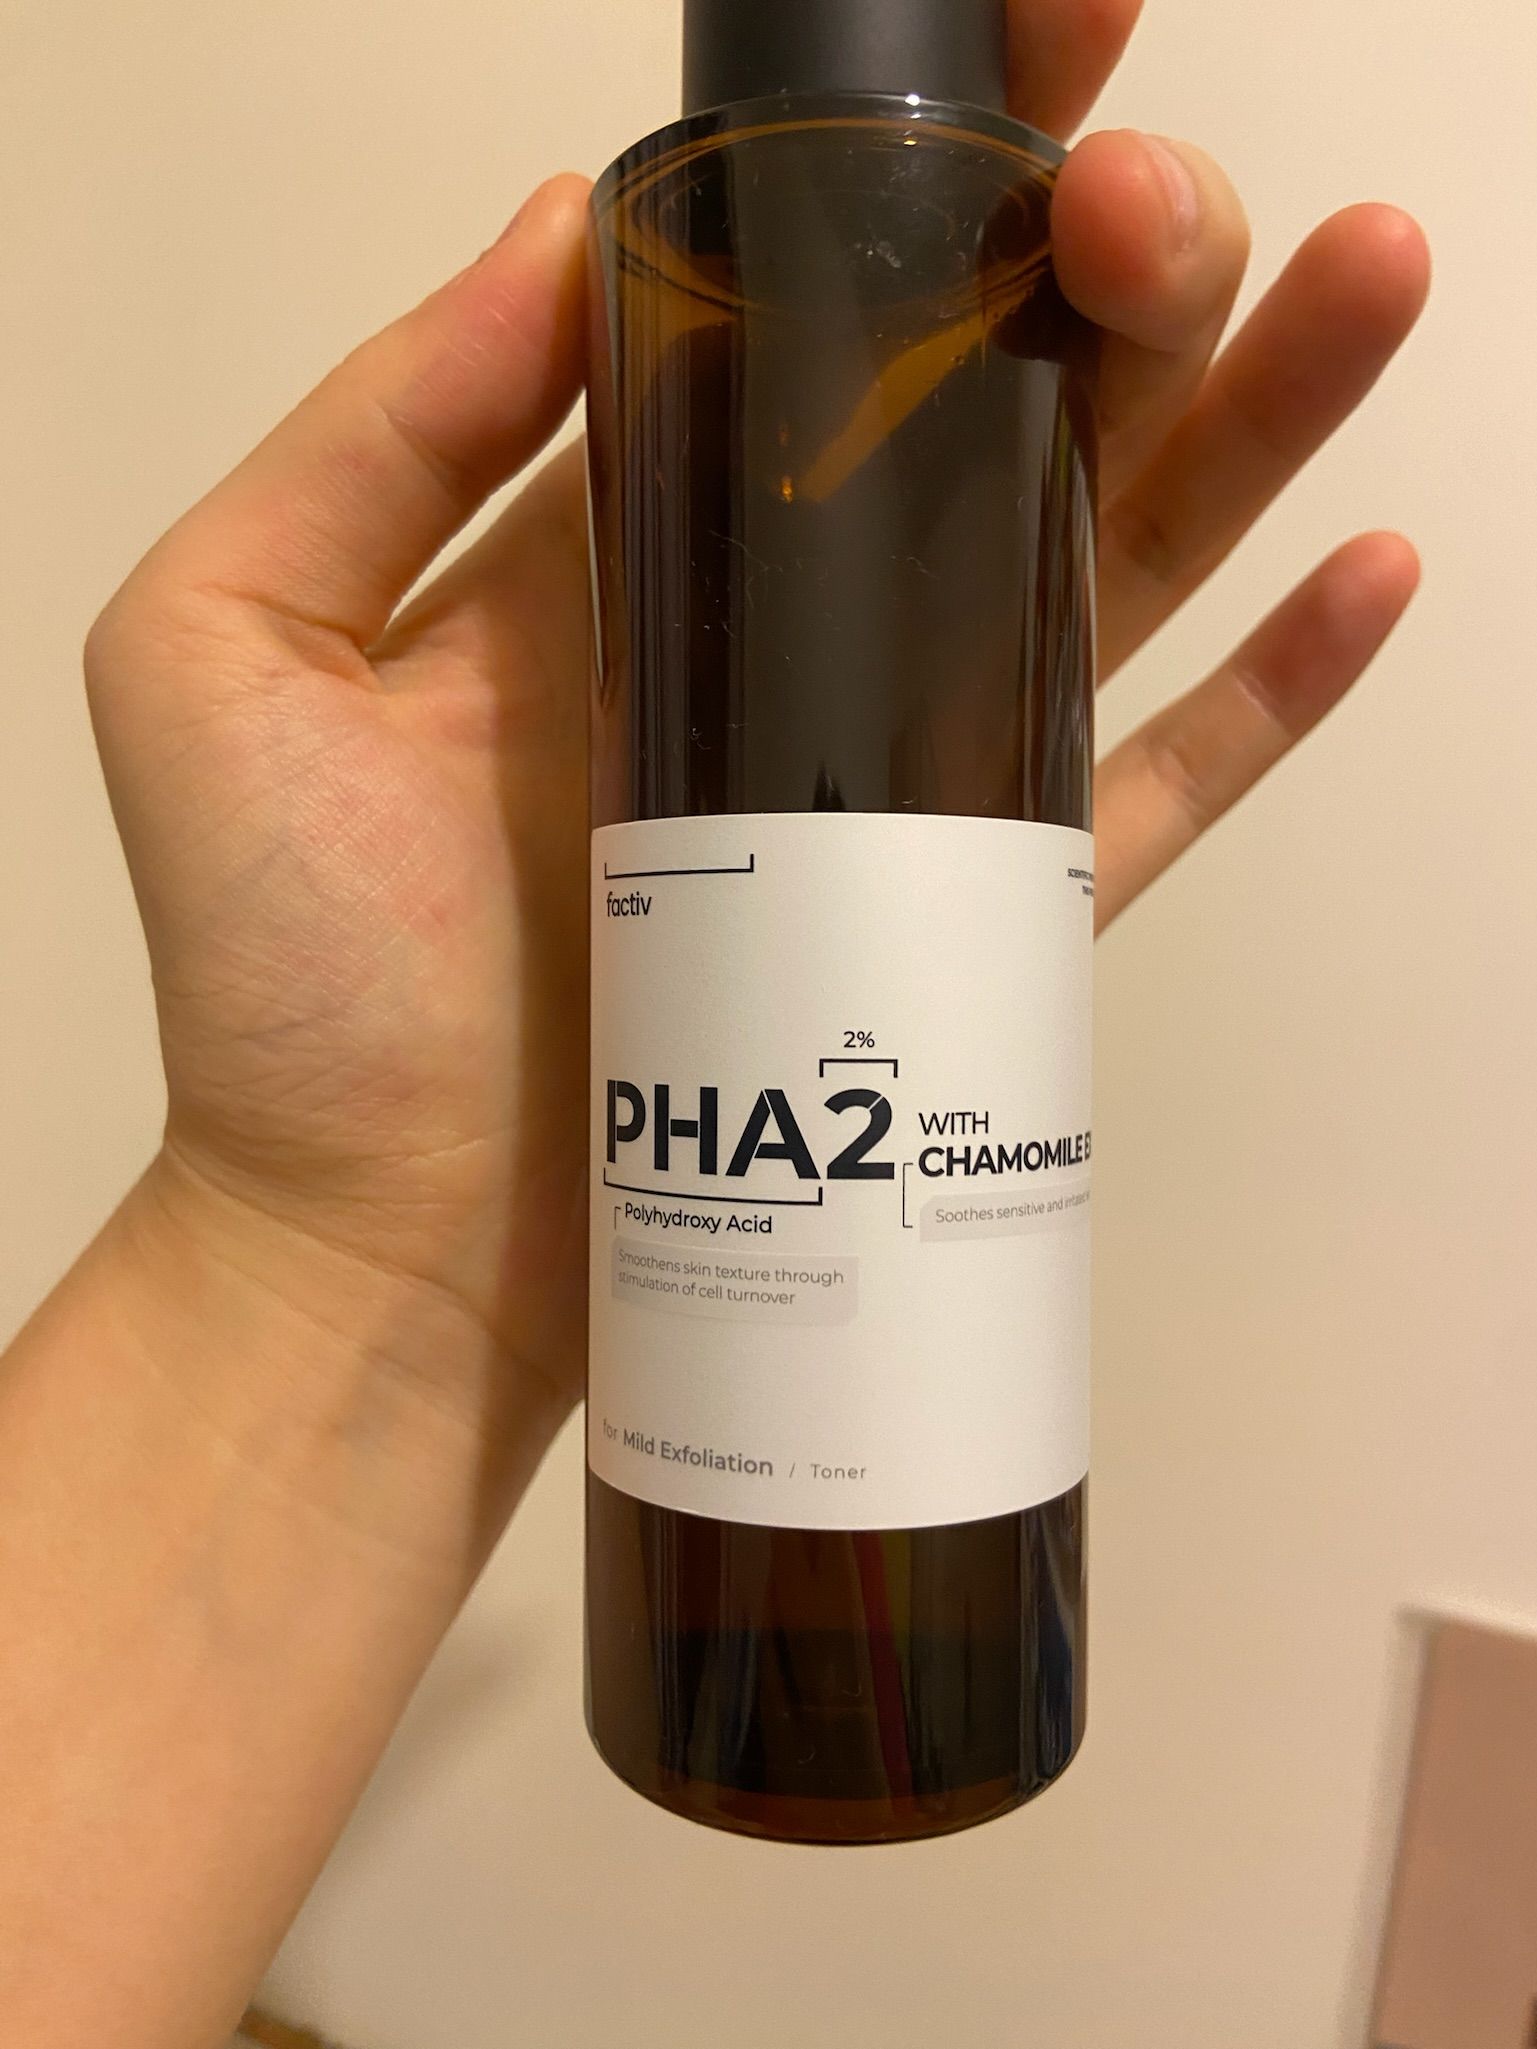 factiv
2%
PHA2
WITH
CHAMOMILE
Polyhydroxy Acid
Soothes sensitive and irritated
Smoothens skin texture through
stimulation of cell turnover
for Mild Exfoliation / Toner